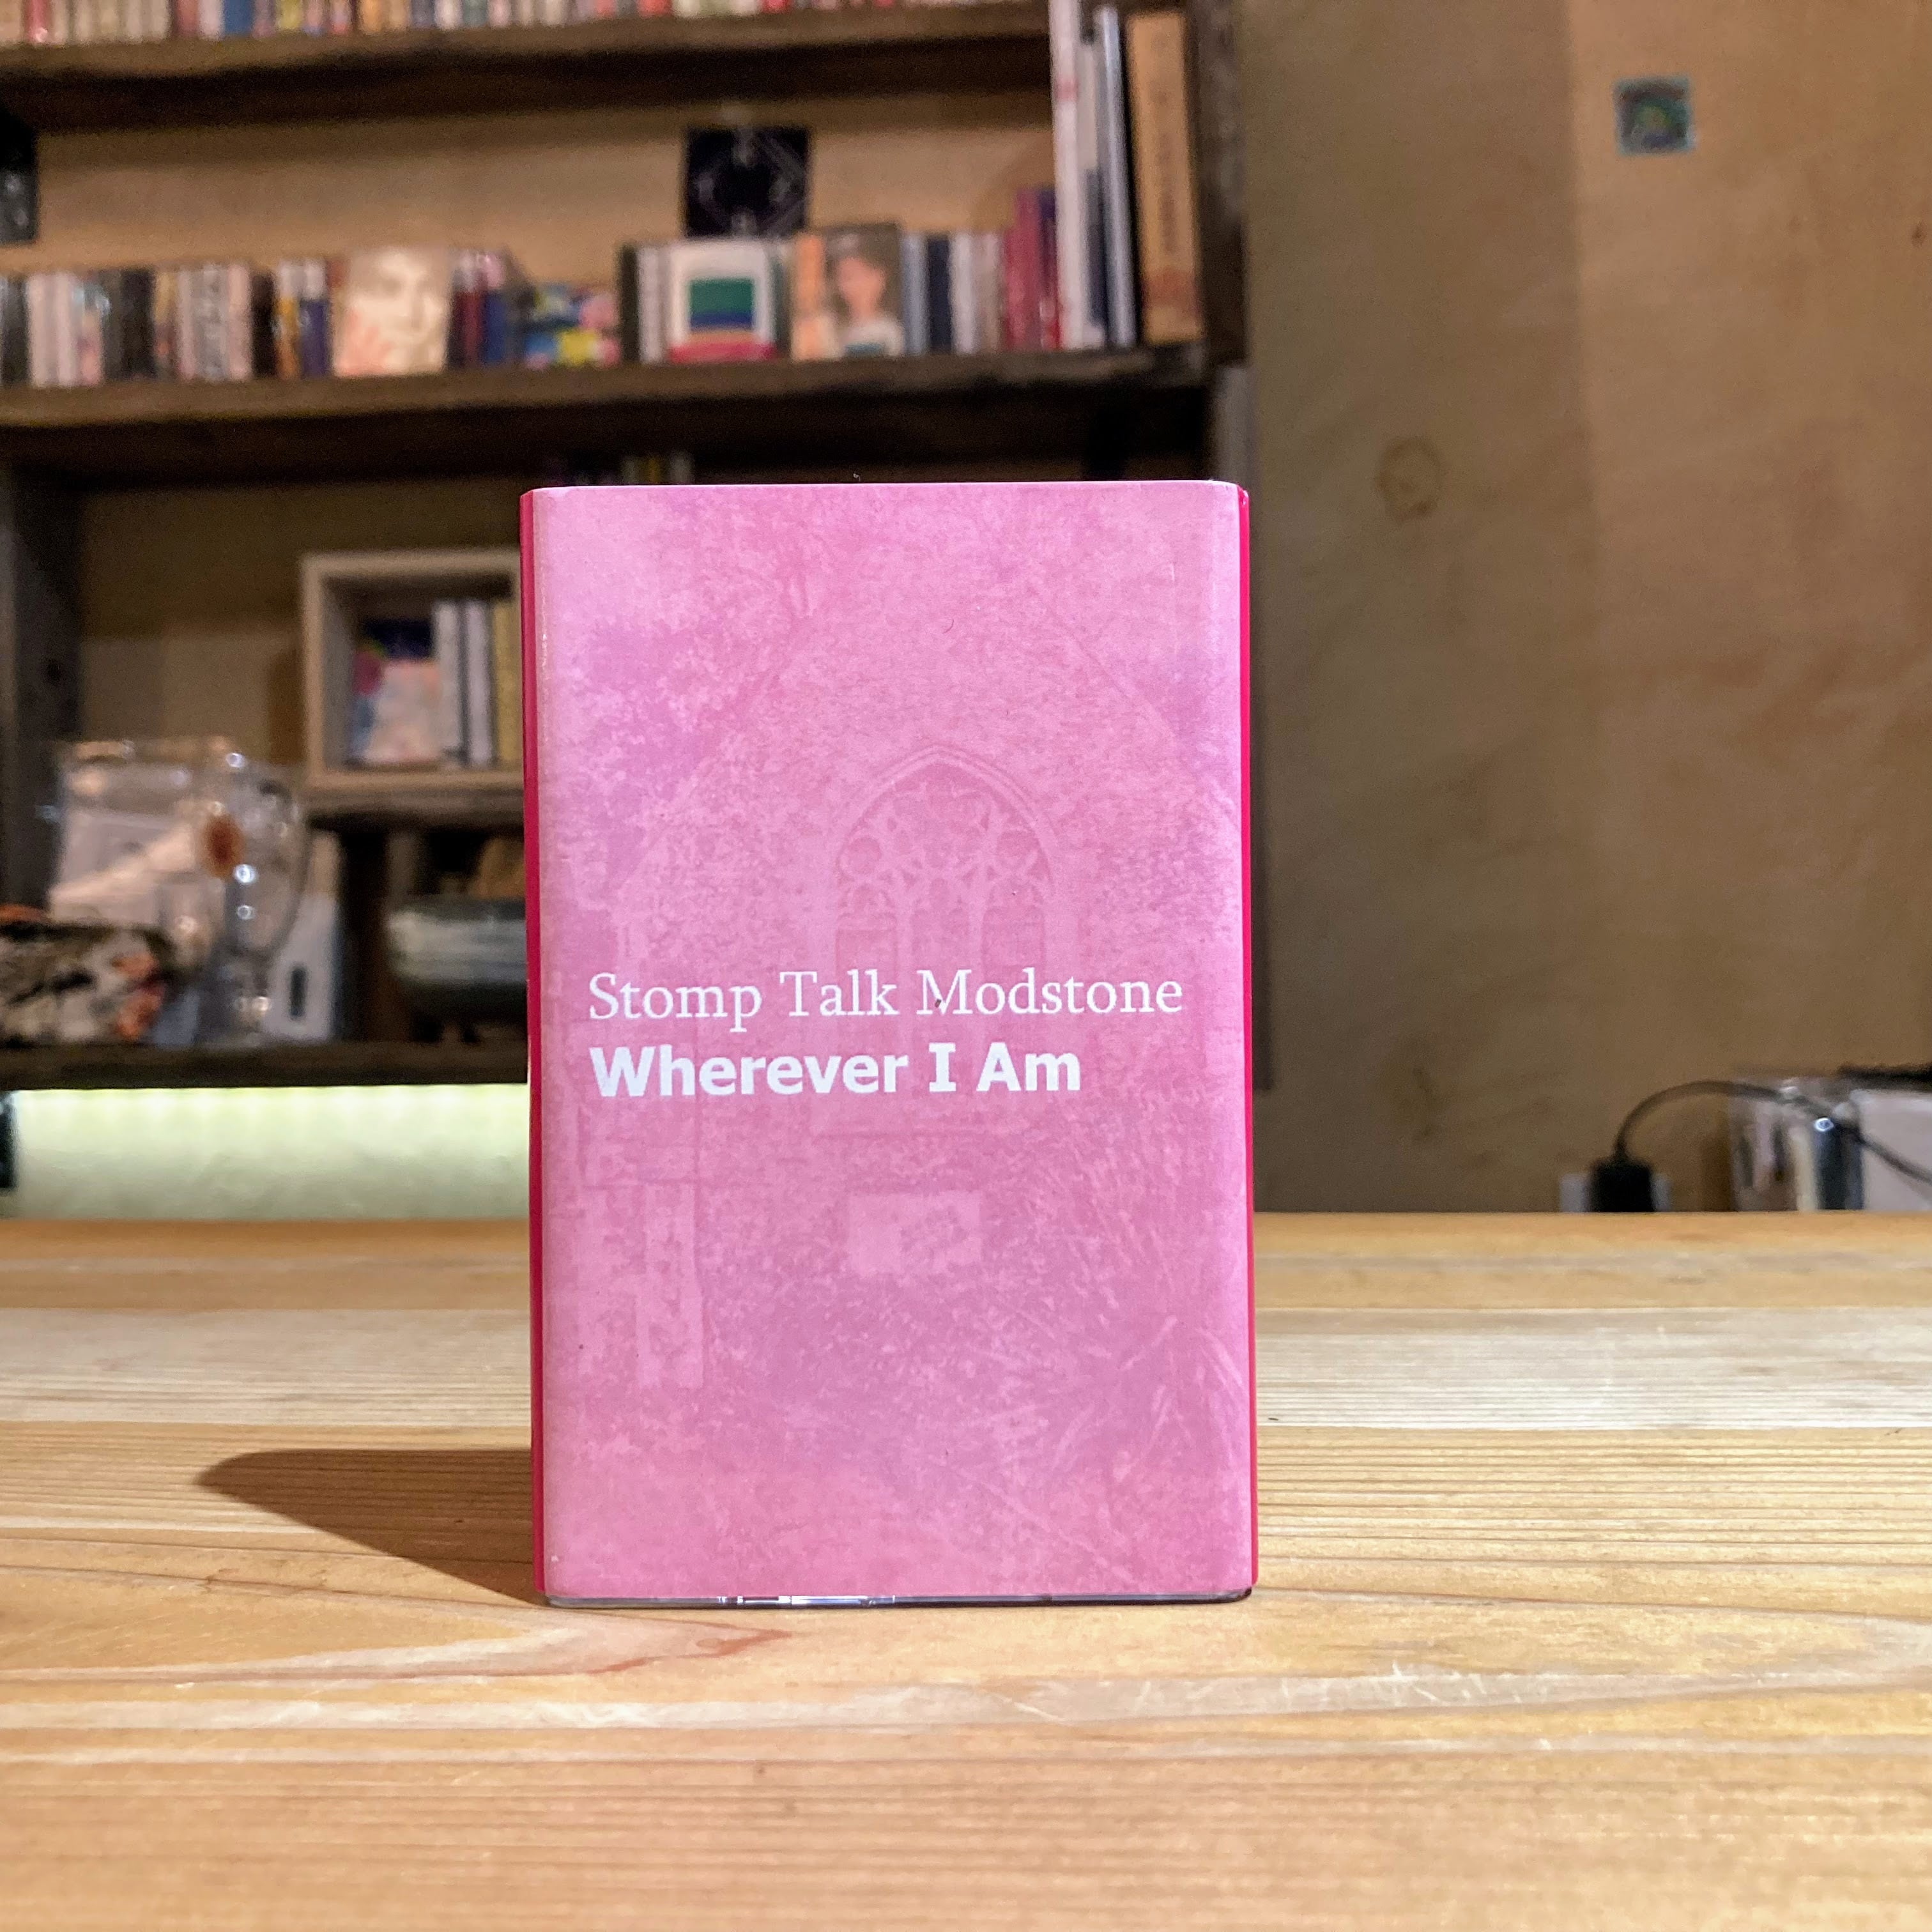 Stomp Talk Modstone
Wherever I Am